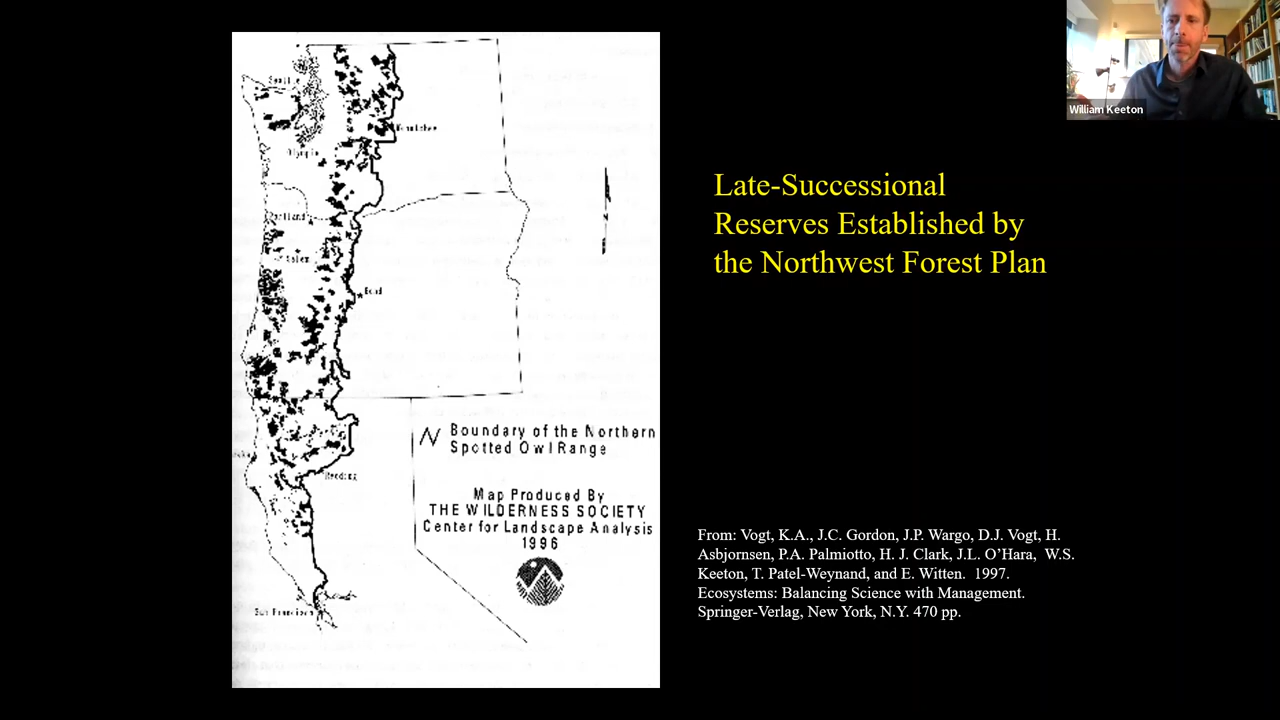 William Keeton
Late-Successional
Reserves Established by
the Northwest Forest Plan
Seattle
Wenatchee
Olympia
Portland
Salem
Bend
Redding
San Francisco
N
Boundary of the Northern
Spotted Owl Range
Map Produced By
THE WILDERNESS SOCIETY
Center for Landscape Analysis
1996
From: Vogt, K.A., J.C. Gordon, J.P. Wargo, D.J. Vogt, H.
Asbjornsen, P.A. Palmiotto, H. J. Clark, J.L. O’Hara, W.S.
Keeton, T. Patel-Weynand, and E. Witten. 1997.
Ecosystems: Balancing Science with Management.
Springer-Verlag, New York, N.Y. 470 pp.